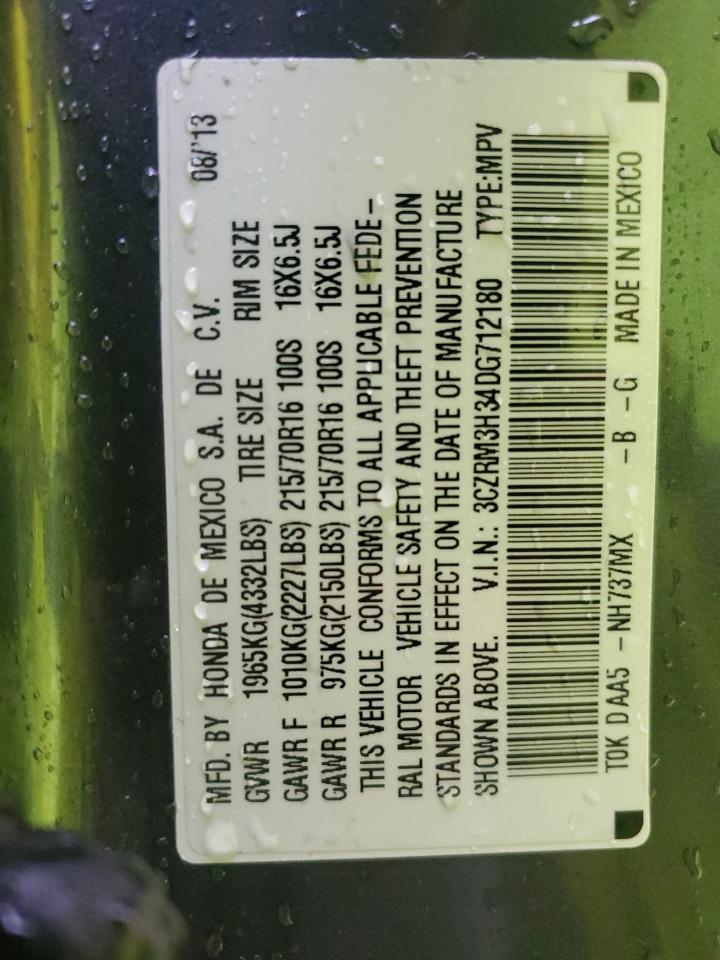 MFD. BY HONDA DE MEXICO S.A. DE C.V. 08/'13
GVWR 1965KG(4332LBS) TIRE SIZE RIM SIZE
GAWR F 1010KG(2227LBS) 215/70R16 100S 16X6.5J
GAWR R 975KG(2150LBS) 215/70R16 100S 16X6.5J
THIS VEHICLE CONFORMS TO ALL APPLICABLE FEDE-
RAL MOTOR VEHICLE SAFETY AND THEFT PREVENTION
STANDARDS IN EFFECT ON THE DATE OF MANUFACTURE
SHOWN ABOVE. V.I.N.: 3CZRM3H34DG712180 TYPE:MPV
T0K DAA5 -NH737MX -B -G MADE IN MEXICO